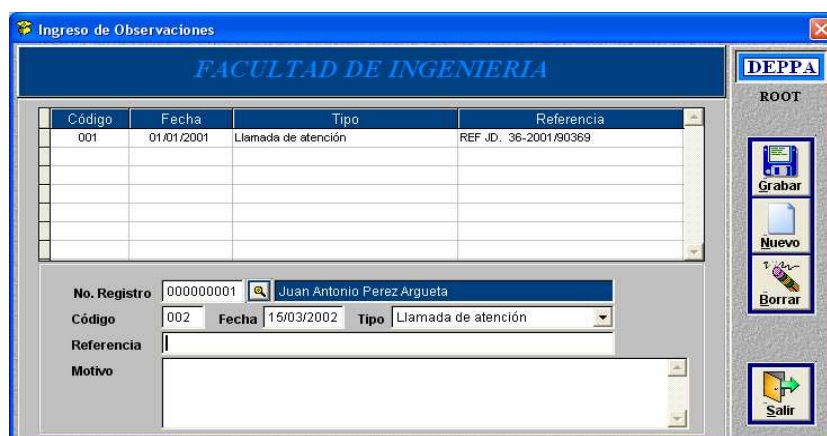 Ingreso de Observaciones
FACULTAD DE INGENIERIA
DEPPA
ROOT
Código Fecha Tipo Referencia
001 01/01/2001 Llamada de atención REF JD. 36-2001/90369
Grabar
Nuevo
Borrar
No. Registro 000000001 Juan Antonio Perez Argueta
Código 002 Fecha 15/03/2002 Tipo Llamada de atención
Referencia
Motivo
Salir